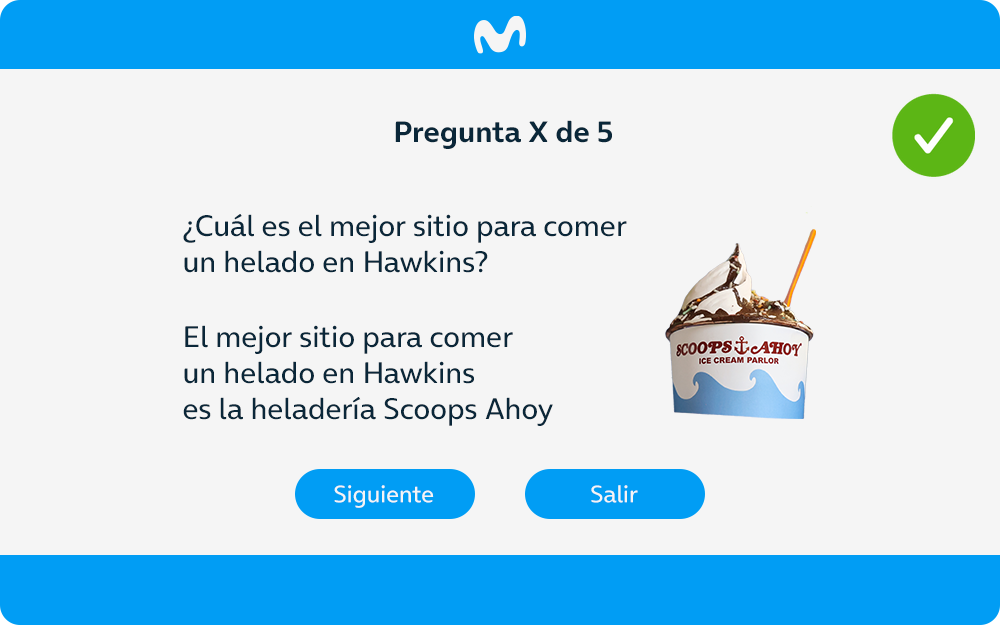 Pregunta X de 5
¿Cuál es el mejor sitio para comer
un helado en Hawkins?
El mejor sitio para comer
un helado en Hawkins
es la heladería Scoops Ahoy
SCOOPS AHOY
ICE CREAM PARLOR
Siguiente
Salir